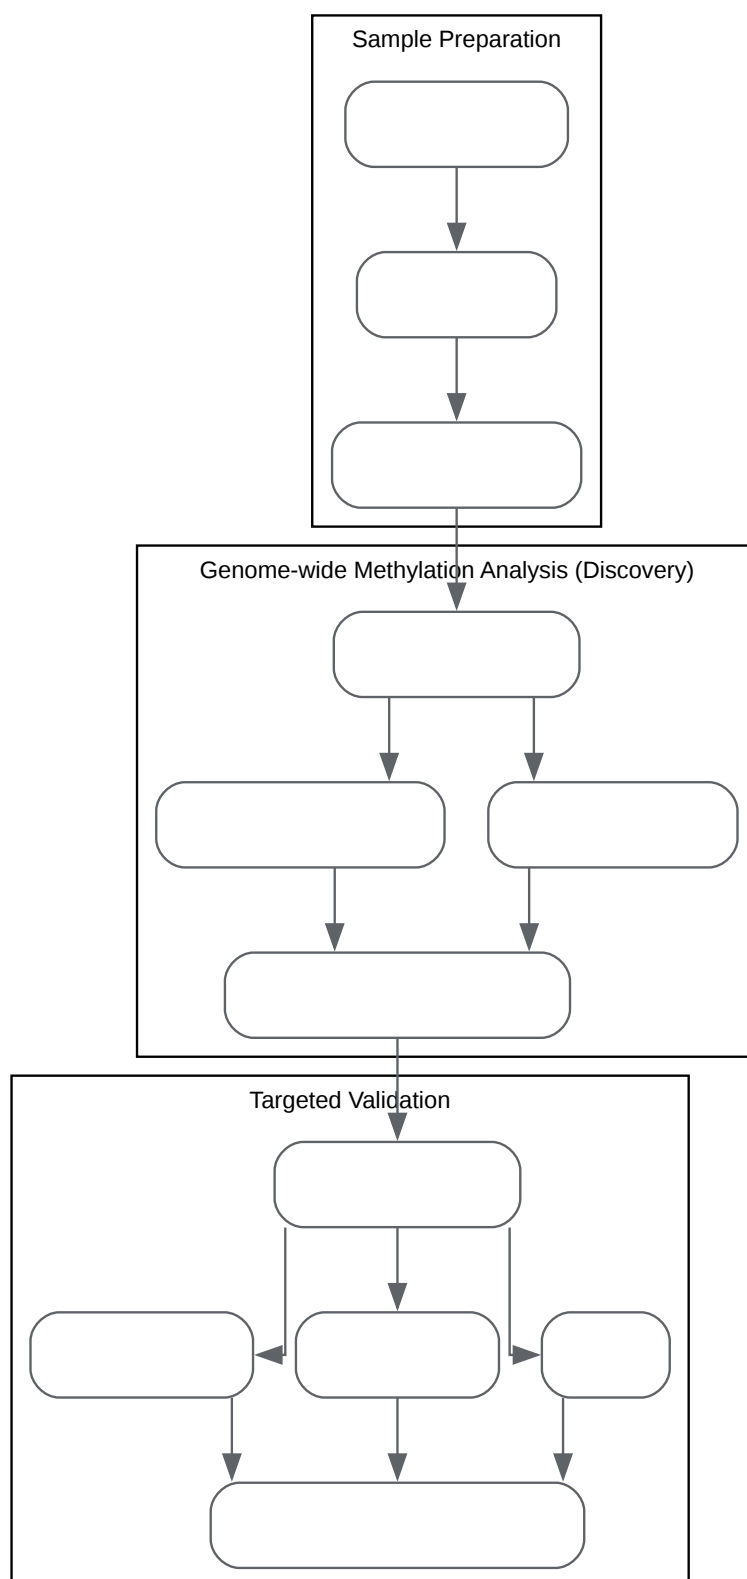 Sample Preparation
Genome-wide Methylation Analysis (Discovery)
Targeted Validation